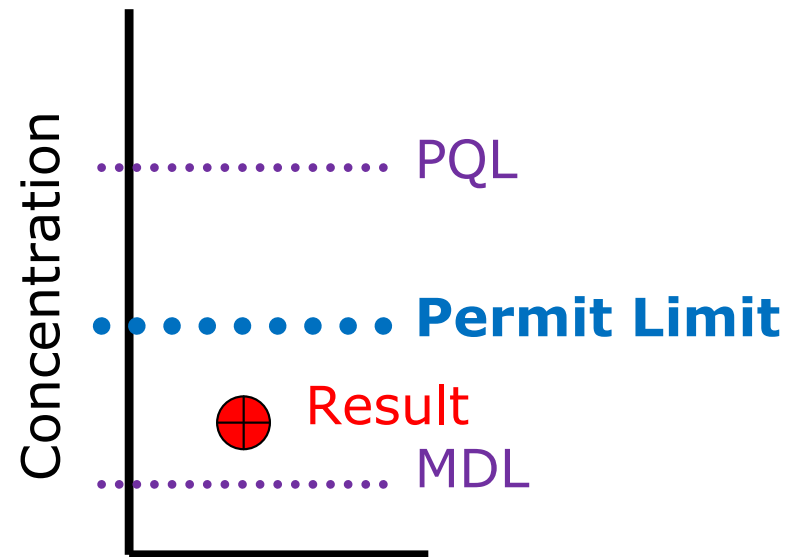 Concentration
PQL
Permit Limit
Result
MDL